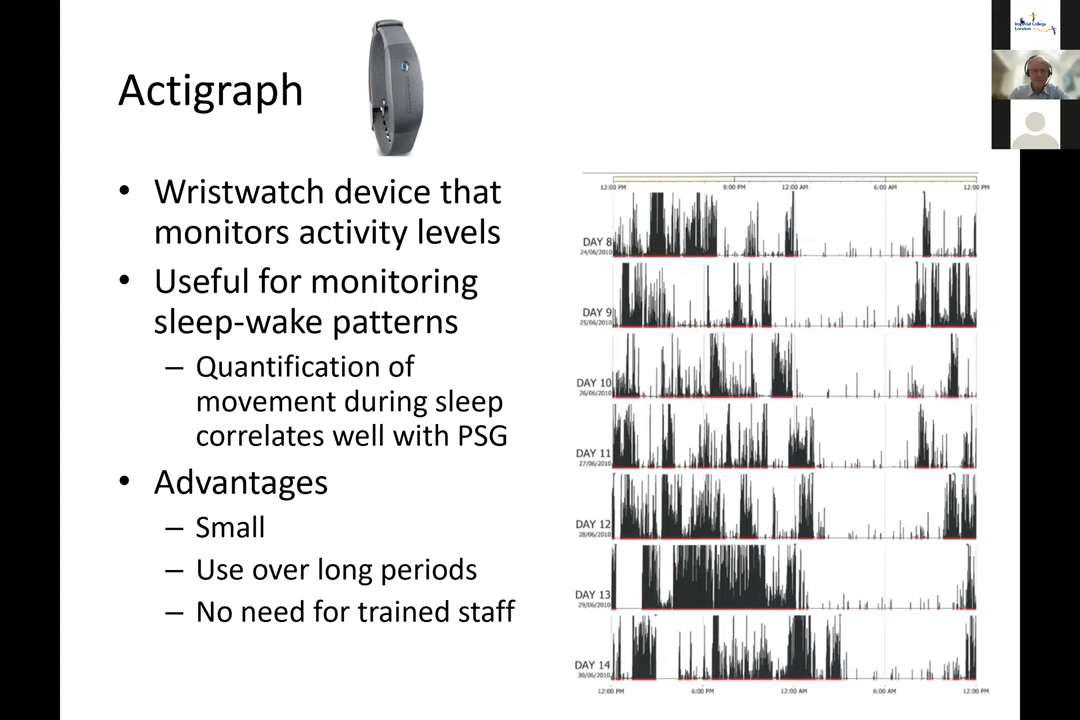 Imperial College
London
Actigraph
• Wristwatch device that
monitors activity levels
• Useful for monitoring
sleep-wake patterns
– Quantification of
movement during sleep
correlates well with PSG
• Advantages
– Small
– Use over long periods
– No need for trained staff
12:00 PM 8:00 PM 12:00 AM 6:00 AM 12:00 PM
DAY 8
24/06/2010
DAY 9
25/06/2010
DAY 10
26/06/2010
DAY 11
27/06/2010
DAY 12
28/06/2010
DAY 13
29/06/2010
DAY 14
30/06/2010
12:00 PM 6:00 PM 12:00 AM 6:00 AM 12:00 PM